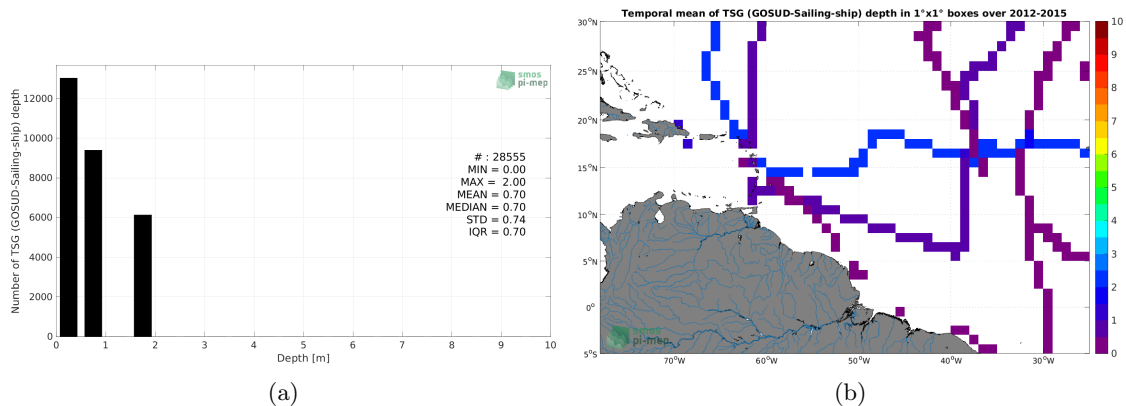 smos
pi-mep
Number of TSG (GOSUD-Sailing-ship) depth
12000
10000
8000
6000
4000
2000
0
# : 28555
MIN = 0.00
MAX = 2.00
MEAN = 0.70
MEDIAN = 0.70
STD = 0.74
IQR = 0.70
1 2 3 4 5 6 7 8 9 10
Depth [m]
(a)
Temporal mean of TSG (GOSUD-Sailing-ship) depth in 1°x1° boxes over 2012-2015
30°N
25°N
20°N
15°N
10°N
5°N
0°
5°S
70°W 60°W 50°W 40°W 30°W
smos
pi-mep
10
9
8
7
6
5
4
3
2
1
0
(b)